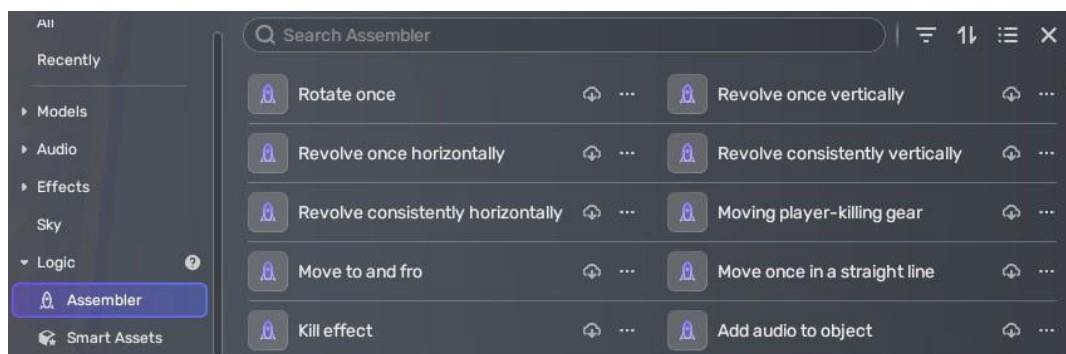 All
Recently
Models
Audio
Effects
Sky
Logic
Assembler
Smart Assets
Search Assembler
Rotate once
Revolve once vertically
Revolve once horizontally
Revolve consistently vertically
Revolve consistently horizontally
Moving player-killing gear
Move to and fro
Move once in a straight line
Kill effect
Add audio to object